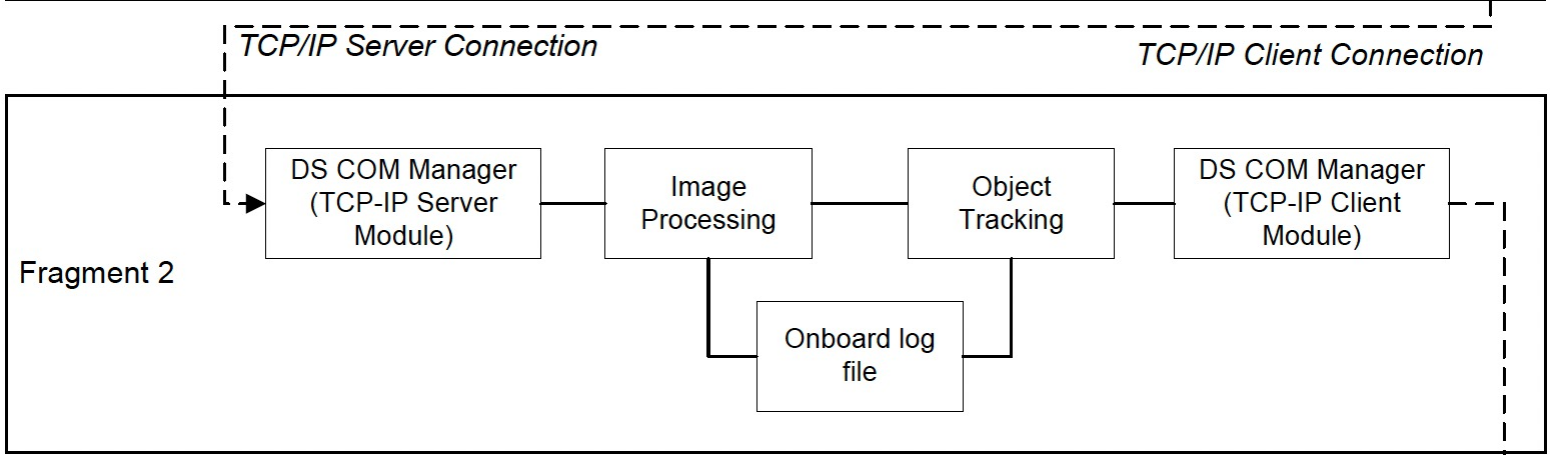 TCP/IP Server Connection
TCP/IP Client Connection
DS COM Manager
(TCP-IP Server
Module)
Image
Processing
Object
Tracking
DS COM Manager
(TCP-IP Client
Module)
Fragment 2
Onboard log
file